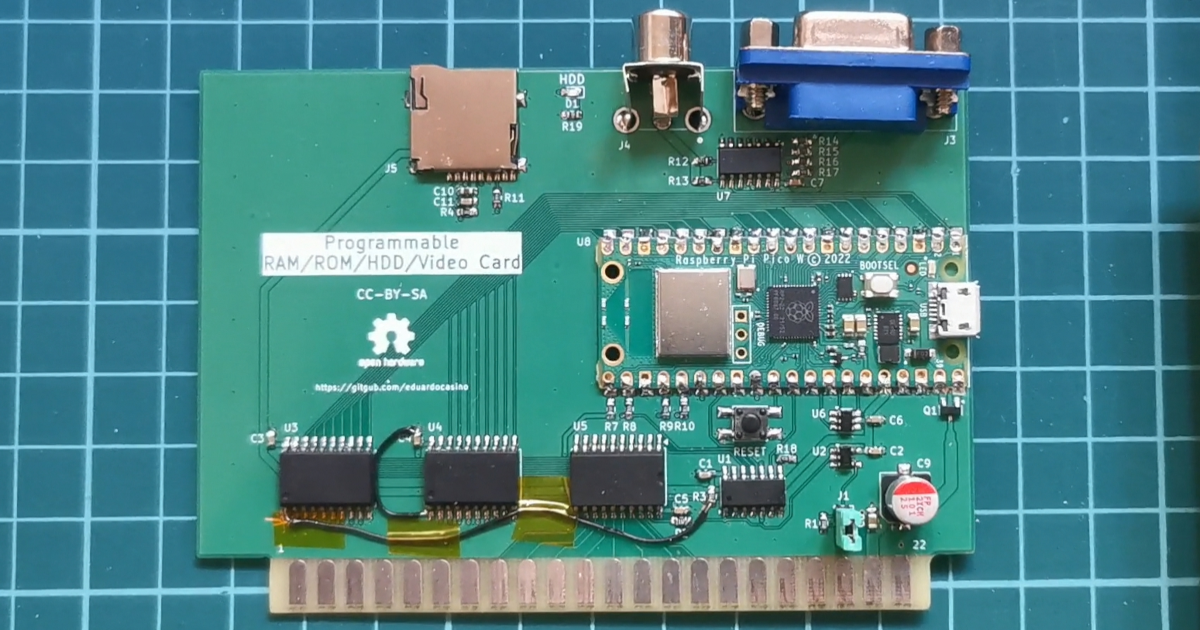 HDD
D1
R19
J4
J3
J5
C10
C11
R4
R11
R12
R13
R14
R15
R16
R17
C7
U7
U8
Programmable
RAM/ROM/HDD/Video Card
CC-BY-SA
open hardware
https://gitgub.com/eduardocasino
Raspberry Pi Pico W © 2022
BOOTSEL
USB
DEBUG
R7 R8 R9 R10
RESET
Q1
U6
C6
U2
C2
C3
U3
U4
U5
U1
R18
C1
C5
R3
C9
J1
R1
1
22